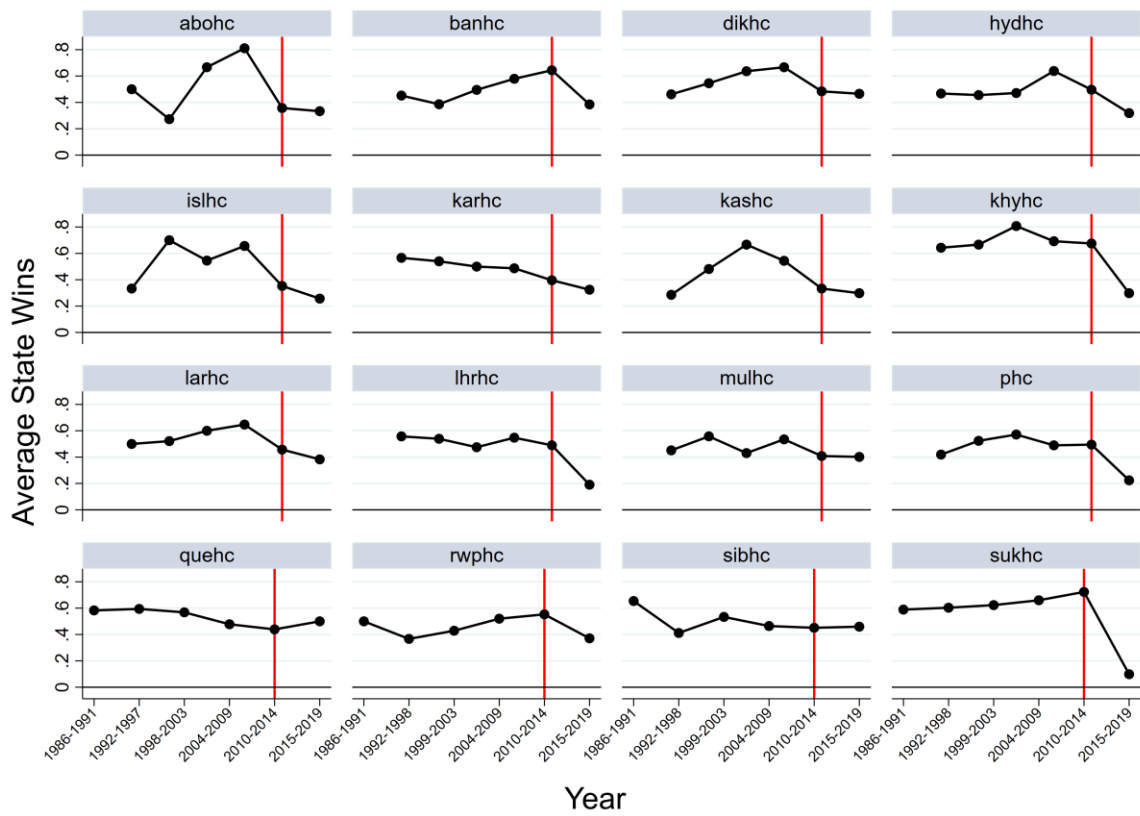 abohc banhc dikhc hydhc
0 .2 .4 .6 .8
islhc karhc kashc khyhc
0 .2 .4 .6 .8
larhc lhrhc mulhc phc
0 .2 .4 .6 .8
quehc rwphc sibhc sukhc
0 .2 .4 .6 .8
Average State Wins
1986-1991 1992-1997 1998-2003 2004-2009 2010-2014 2015-2019
1986-1991 1992-1998 1999-2003 2004-2009 2010-2014 2015-2019
1986-1991 1992-1998 1999-2003 2004-2009 2010-2014 2015-2019
1986-1991 1992-1998 1999-2003 2004-2009 2010-2014 2015-2019
Year